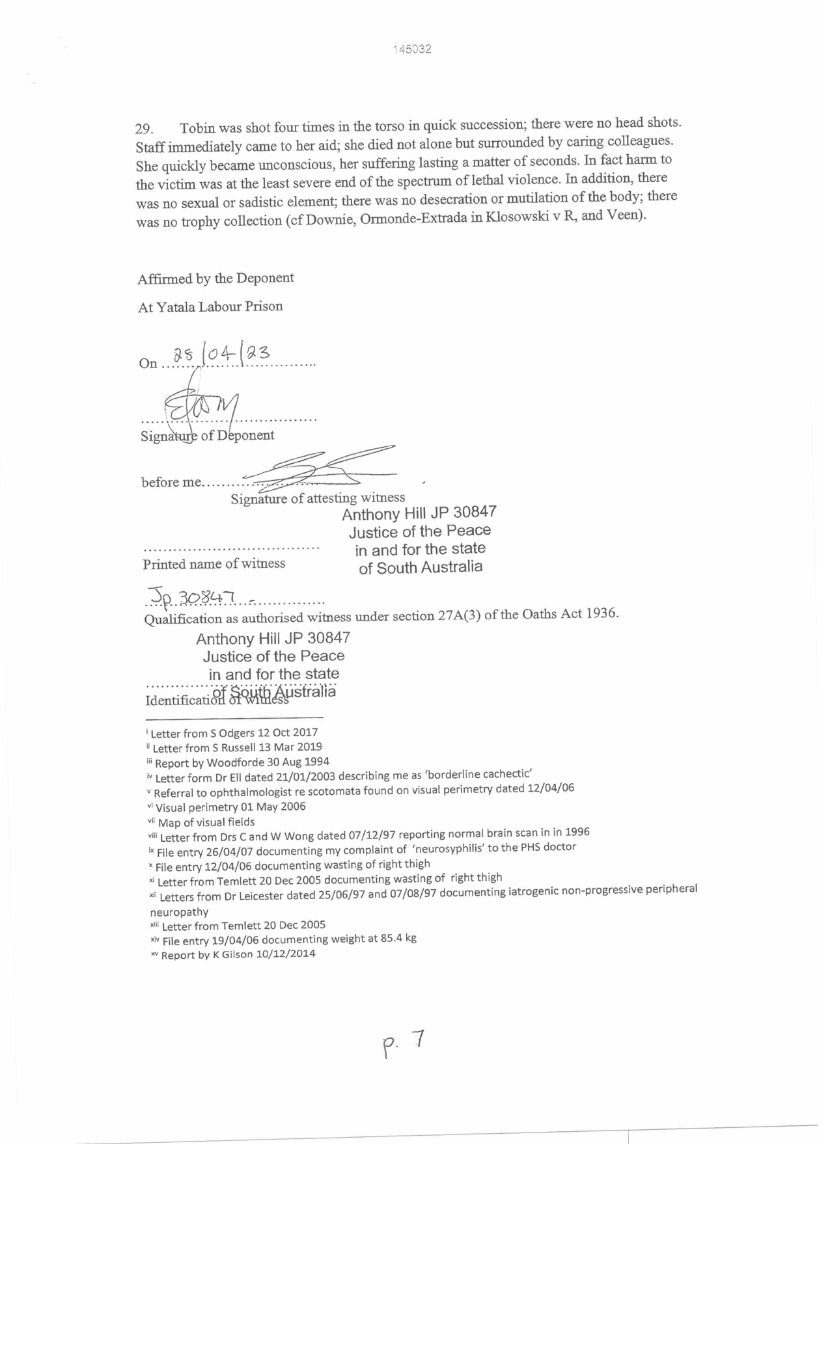 145032
29. Tobin was shot four times in the torso in quick succession; there were no head shots.
Staff immediately came to her aid; she died not alone but surrounded by caring colleagues.
She quickly became unconscious, her suffering lasting a matter of seconds. In fact harm to
the victim was at the least severe end of the spectrum of lethal violence. In addition, there
was no sexual or sadistic element; there was no desecration or mutilation of the body; there
was no trophy collection (cf Downie, Ormonde-Extrada in Klosowski v R, and Veen).
Affirmed by the Deponent
At Yatala Labour Prison
On 28/04/23
Signature of Deponent
before me
Signature of attesting witness
Anthony Hill JP 30847
Justice of the Peace
in and for the state
of South Australia
Printed name of witness
Jp 30847 -
Qualification as authorised witness under section 27A(3) of the Oaths Act 1936.
Anthony Hill JP 30847
Justice of the Peace
in and for the state
of South Australia
Identification of witness
i Letter from S Odgers 12 Oct 2017
ii Letter from S Russell 13 Mar 2019
iii Report by Woodforde 30 Aug 1994
iv Letter form Dr Ell dated 21/01/2003 describing me as 'borderline cachectic'
v Referral to ophthalmologist re scotomata found on visual perimetry dated 12/04/06
vi Visual perimetry 01 May 2006
vii Map of visual fields
viii Letter from Drs C and W Wong dated 07/12/97 reporting normal brain scan in in 1996
ix File entry 26/04/07 documenting my complaint of 'neurosyphilis' to the PHS doctor
x File entry 12/04/06 documenting wasting of right thigh
xi Letter from Temlett 20 Dec 2005 documenting wasting of right thigh
xii Letters from Dr Leicester dated 25/06/97 and 07/08/97 documenting iatrogenic non-progressive peripheral
neuropathy
xiii Letter from Temlett 20 Dec 2005
xiv File entry 19/04/06 documenting weight at 85.4 kg
xv Report by K Gilson 10/12/2014
p. 7